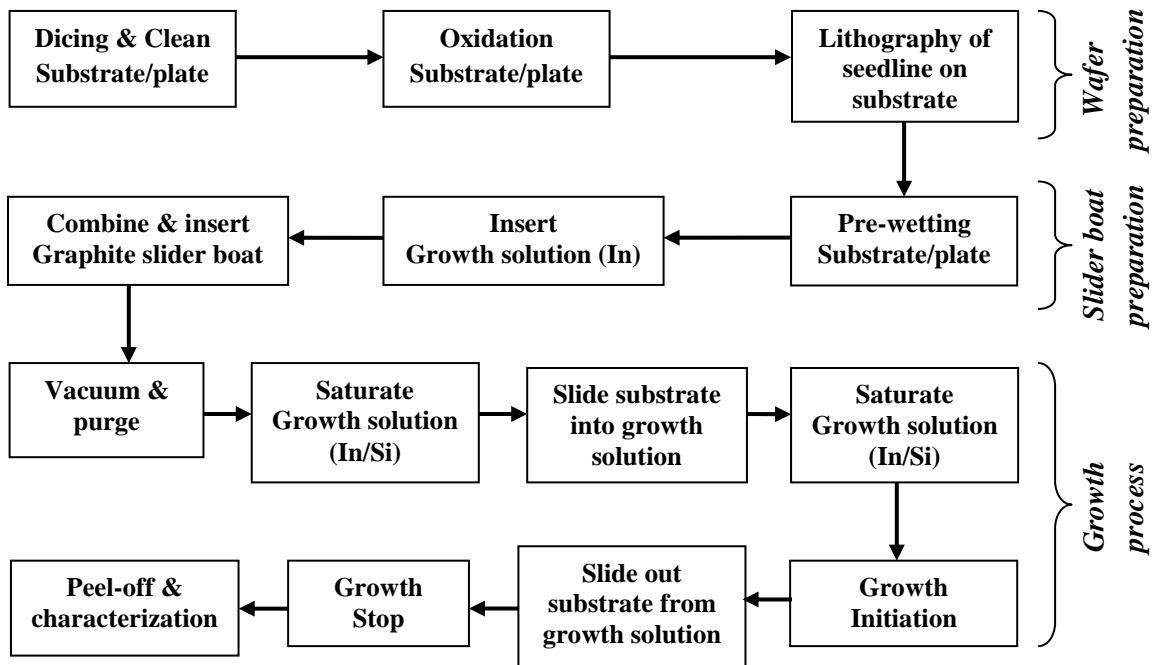 Dicing & Clean
Substrate/plate
Oxidation
Substrate/plate
Lithography of
seedline on
substrate
Wafer
preparation
Pre-wetting
Substrate/plate
Insert
Growth solution (In)
Combine & insert
Graphite slider boat
Slider boat
preparation
Vacuum &
purge
Saturate
Growth solution
(In/Si)
Slide substrate
into growth
solution
Saturate
Growth solution
(In/Si)
Growth
process
Growth
Initiation
Slide out
substrate from
growth solution
Growth
Stop
Peel-off &
characterization